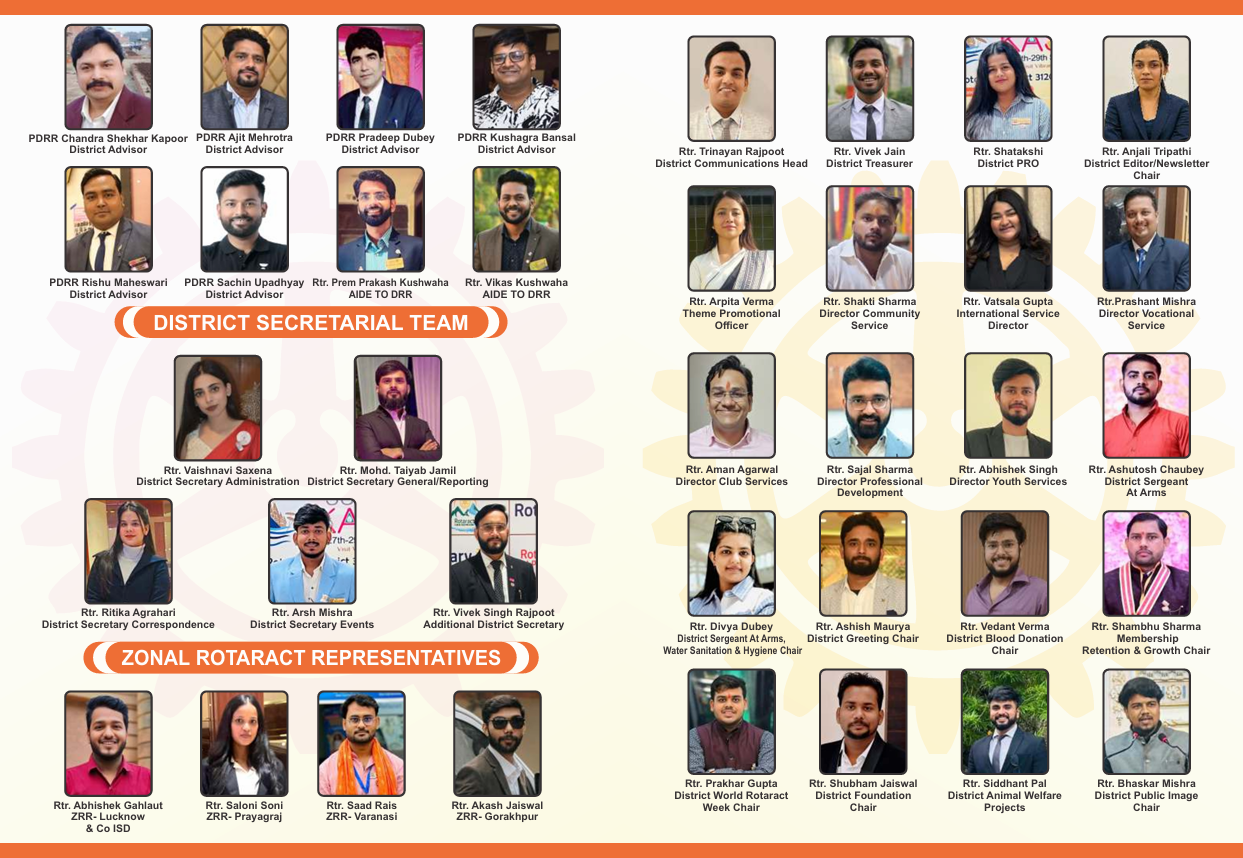 PDRR Chandra Shekhar Kapoor
District Advisor
PDRR Ajit Mehrotra
District Advisor
PDRR Pradeep Dubey
District Advisor
PDRR Kushagra Bansal
District Advisor
PDRR Rishu Maheswari
District Advisor
PDRR Sachin Upadhyay
District Advisor
Rtr. Prem Prakash Kushwaha
AIDE TO DRR
Rtr. Vikas Kushwaha
AIDE TO DRR
DISTRICT SECRETARIAL TEAM
Rtr. Vaishnavi Saxena
District Secretary Administration
Rtr. Mohd. Taiyab Jamil
District Secretary General/Reporting
Rtr. Ritika Agrahari
District Secretary Correspondence
Rtr. Arsh Mishra
District Secretary Events
Rtr. Vivek Singh Rajpoot
Additional District Secretary
ZONAL ROTARACT REPRESENTATIVES
Rtr. Abhishek Gahlaut
ZRR- Lucknow
& Co ISD
Rtr. Saloni Soni
ZRR- Prayagraj
Rtr. Saad Rais
ZRR- Varanasi
Rtr. Akash Jaiswal
ZRR- Gorakhpur
Rtr. Trinayan Rajpoot
District Communications Head
Rtr. Vivek Jain
District Treasurer
Rtr. Shatakshi
District PRO
Rtr. Anjali Tripathi
District Editor/Newsletter
Chair
Rtr. Arpita Verma
Theme Promotional
Officer
Rtr. Shakti Sharma
Director Community
Service
Rtr. Vatsala Gupta
International Service
Director
Rtr.Prashant Mishra
Director Vocational
Service
Rtr. Aman Agarwal
Director Club Services
Rtr. Sajal Sharma
Director Professional
Development
Rtr. Abhishek Singh
Director Youth Services
Rtr. Ashutosh Chaubey
District Sergeant
At Arms
Rtr. Divya Dubey
District Sergeant At Arms,
Water Sanitation & Hygiene Chair
Rtr. Ashish Maurya
District Greeting Chair
Rtr. Vedant Verma
District Blood Donation
Chair
Rtr. Shambhu Sharma
Membership
Retention & Growth Chair
Rtr. Prakhar Gupta
District World Rotaract
Week Chair
Rtr. Shubham Jaiswal
District Foundation
Chair
Rtr. Siddhant Pal
District Animal Welfare
Projects
Rtr. Bhaskar Mishra
District Public Image
Chair